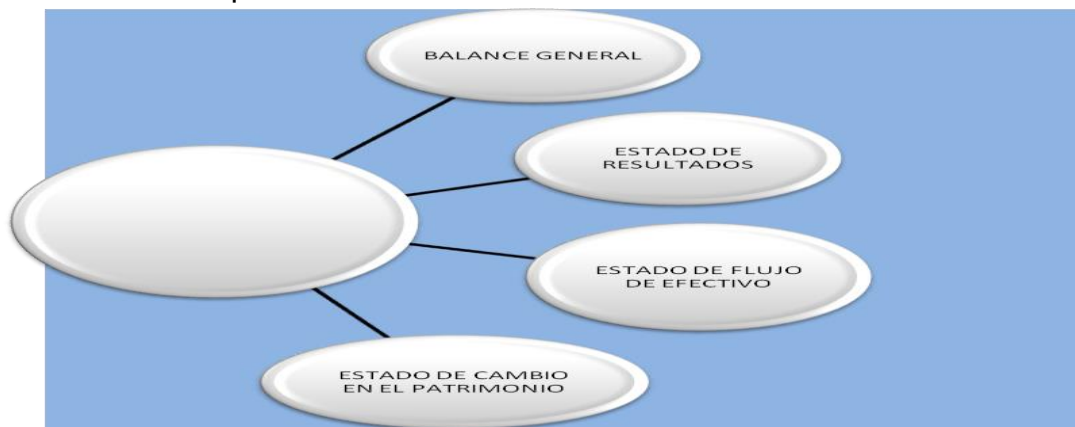 BALANCE GENERAL
ESTADO DE
RESULTADOS
ESTADO DE FLUJO
DE EFECTIVO
ESTADO DE CAMBIO
EN EL PATRIMONIO